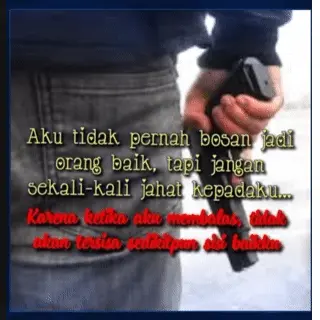 Aku tidak pernah bosan jadi
orang baik, tapi jangan
sekali-kali jahat kepadaku...
Karena ketika aku membalas, tidak
akan tersisa sedikitpun sisi baikku